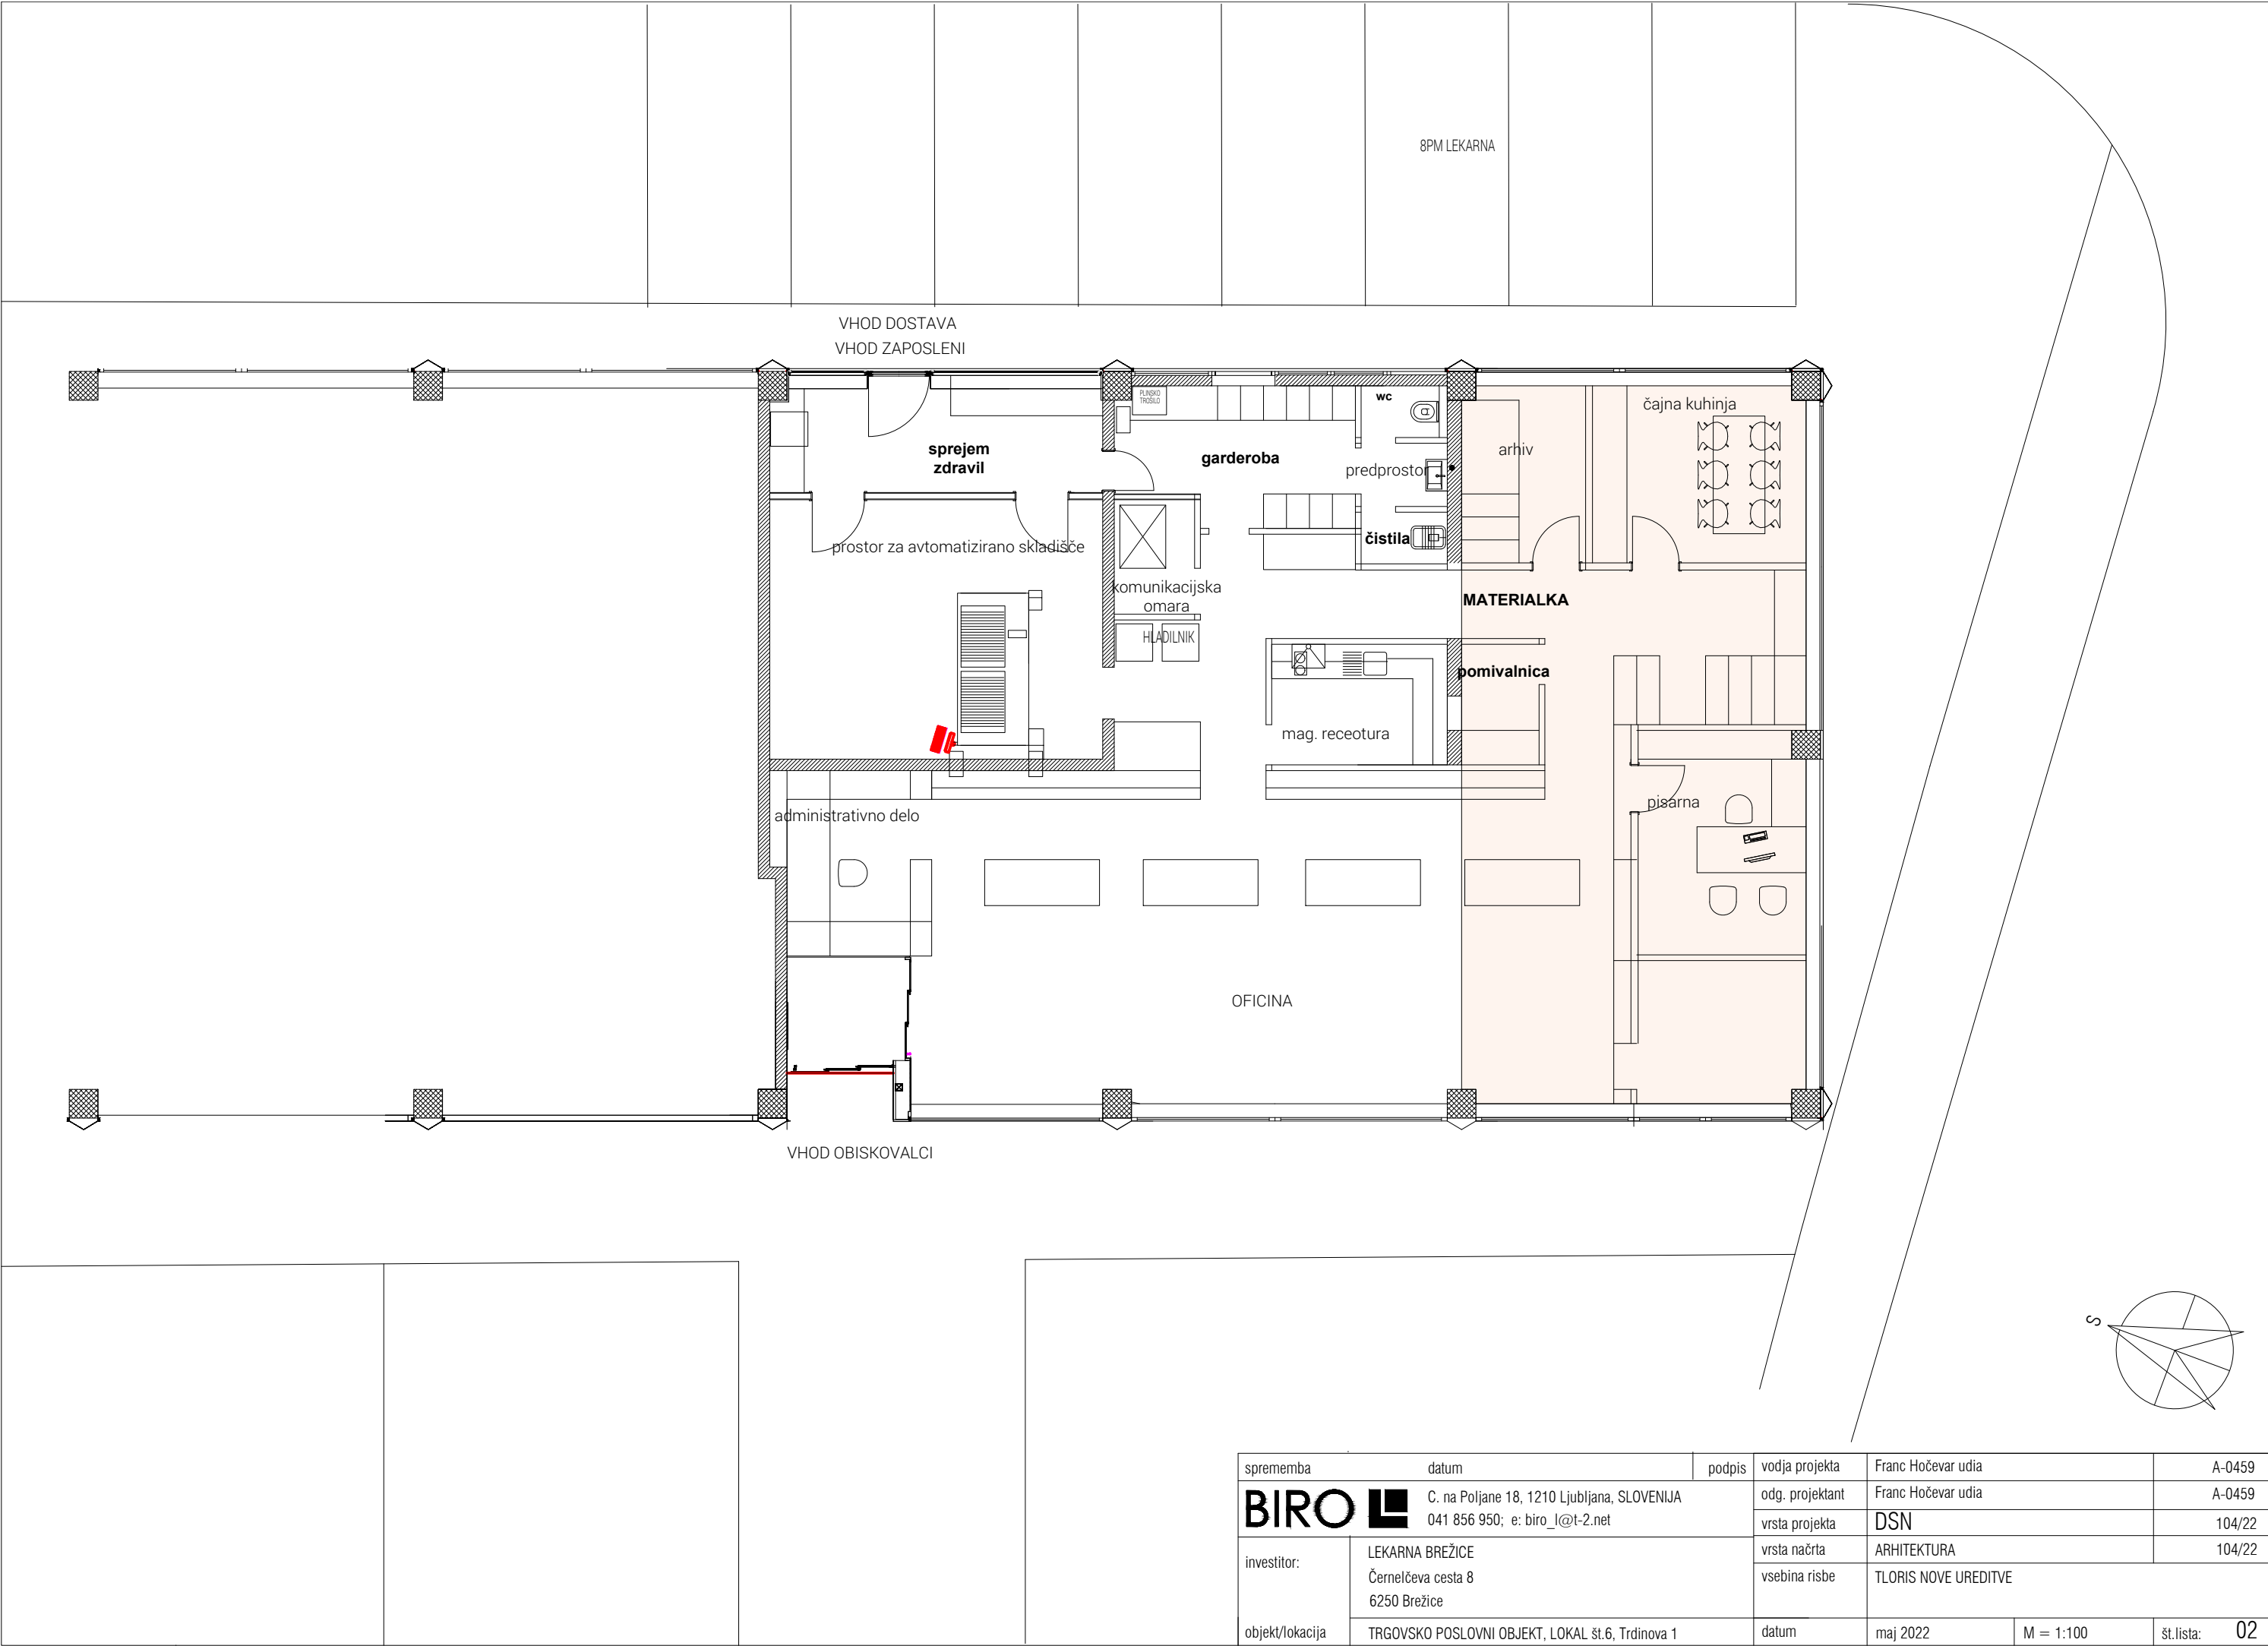 8PM LEKARNA
VHOD DOSTAVA
VHOD ZAPOSLENI
PLINSKO
TROSILO
wc
čajna kuhinja
sprejem
zdravil
garderoba
predprostor
arhiv
čistila
prostor za avtomatizirano skladišče
komunikacijska
omara
MATERIALKA
HLADILNIK
pomivalnica
mag. receotura
pisarna
administrativno delo
OFICINA
VHOD OBISKOVALCI
S
sprememba datum podpis
BIRO L
C. na Poljane 18, 1210 Ljubljana, SLOVENIJA
041 856 950; e: biro_l@t-2.net
investitor:
LEKARNA BREŽICE
Černelčeva cesta 8
6250 Brežice
objekt/lokacija TRGOVSKO POSLOVNI OBJEKT, LOKAL št.6, Trdinova 1
vodja projekta Franc Hočevar udia A-0459
odg. projektant Franc Hočevar udia A-0459
vrsta projekta DSN 104/22
vrsta načrta ARHITEKTURA 104/22
vsebina risbe TLORIS NOVE UREDITVE
datum maj 2022 M = 1:100 št.lista: 02